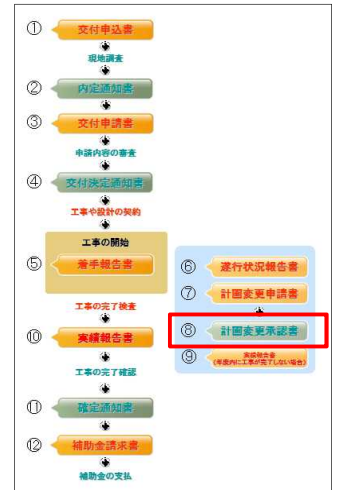 ① 交付申込書
現地調査
② 内定通知書
③ 交付申請書
申請内容の審査
④ 交付決定通知書
工事や設計の契約
工事の開始
⑤ 着手報告書
工事の完了検査
⑩ 実績報告書
工事の完了確認
⑪ 確定通知書
⑫ 補助金請求書
補助金の支払
⑥ 遂行状況報告書
⑦ 計画変更申請書
⑧ 計画変更承認書
⑨ 実績報告書
(年度内に工事が完了しない場合)